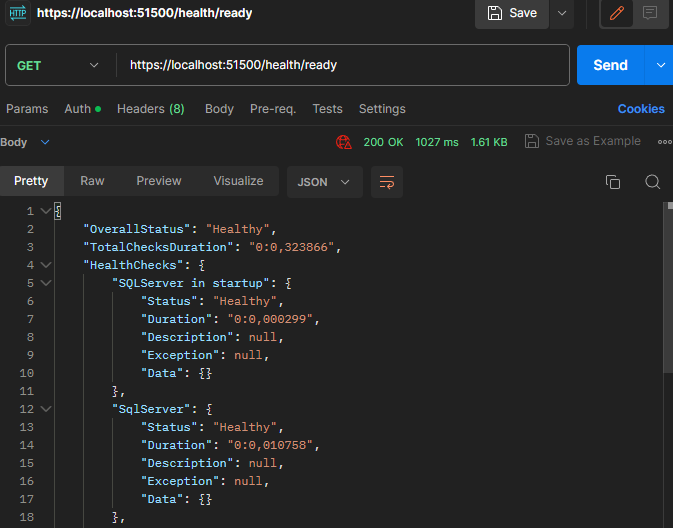 HTTP https://localhost:51500/health/ready Save
GET https://localhost:51500/health/ready Send
Params Auth Headers (8) Body Pre-req. Tests Settings Cookies
Body 200 OK 1027 ms 1.61 KB Save as Example
Pretty Raw Preview Visualize JSON
1 {
2 "OverallStatus": "Healthy",
3 "TotalChecksDuration": "0:0,323866",
4 "HealthChecks": {
5 "SQLServer in startup": {
6 "Status": "Healthy",
7 "Duration": "0:0,000299",
8 "Description": null,
9 "Exception": null,
10 "Data": {}
11 },
12 "SqlServer": {
13 "Status": "Healthy",
14 "Duration": "0:0,010758",
15 "Description": null,
16 "Exception": null,
17 "Data": {}
18 },